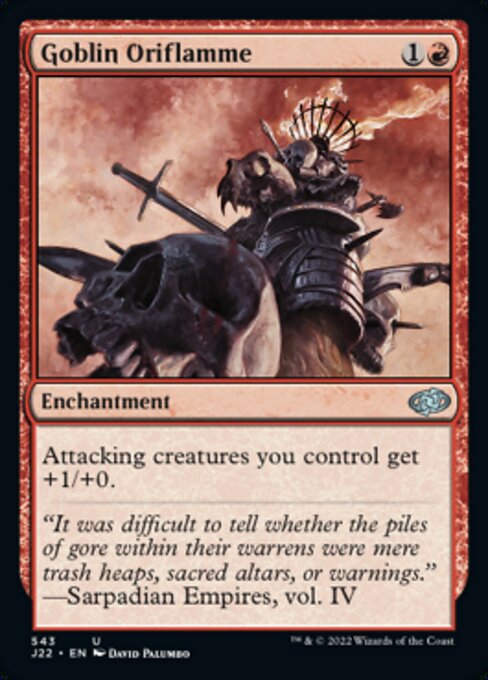 Goblin Oriflamme 1
Enchantment
Attacking creatures you control get
+1/+0.
“It was difficult to tell whether the piles
of gore within their warrens were mere
trash heaps, sacred altars, or warnings.”
—Sarpadian Empires, vol. IV
543 U
J22 • EN DAVID PALUMBO
™ & © 2022 Wizards of the Coast